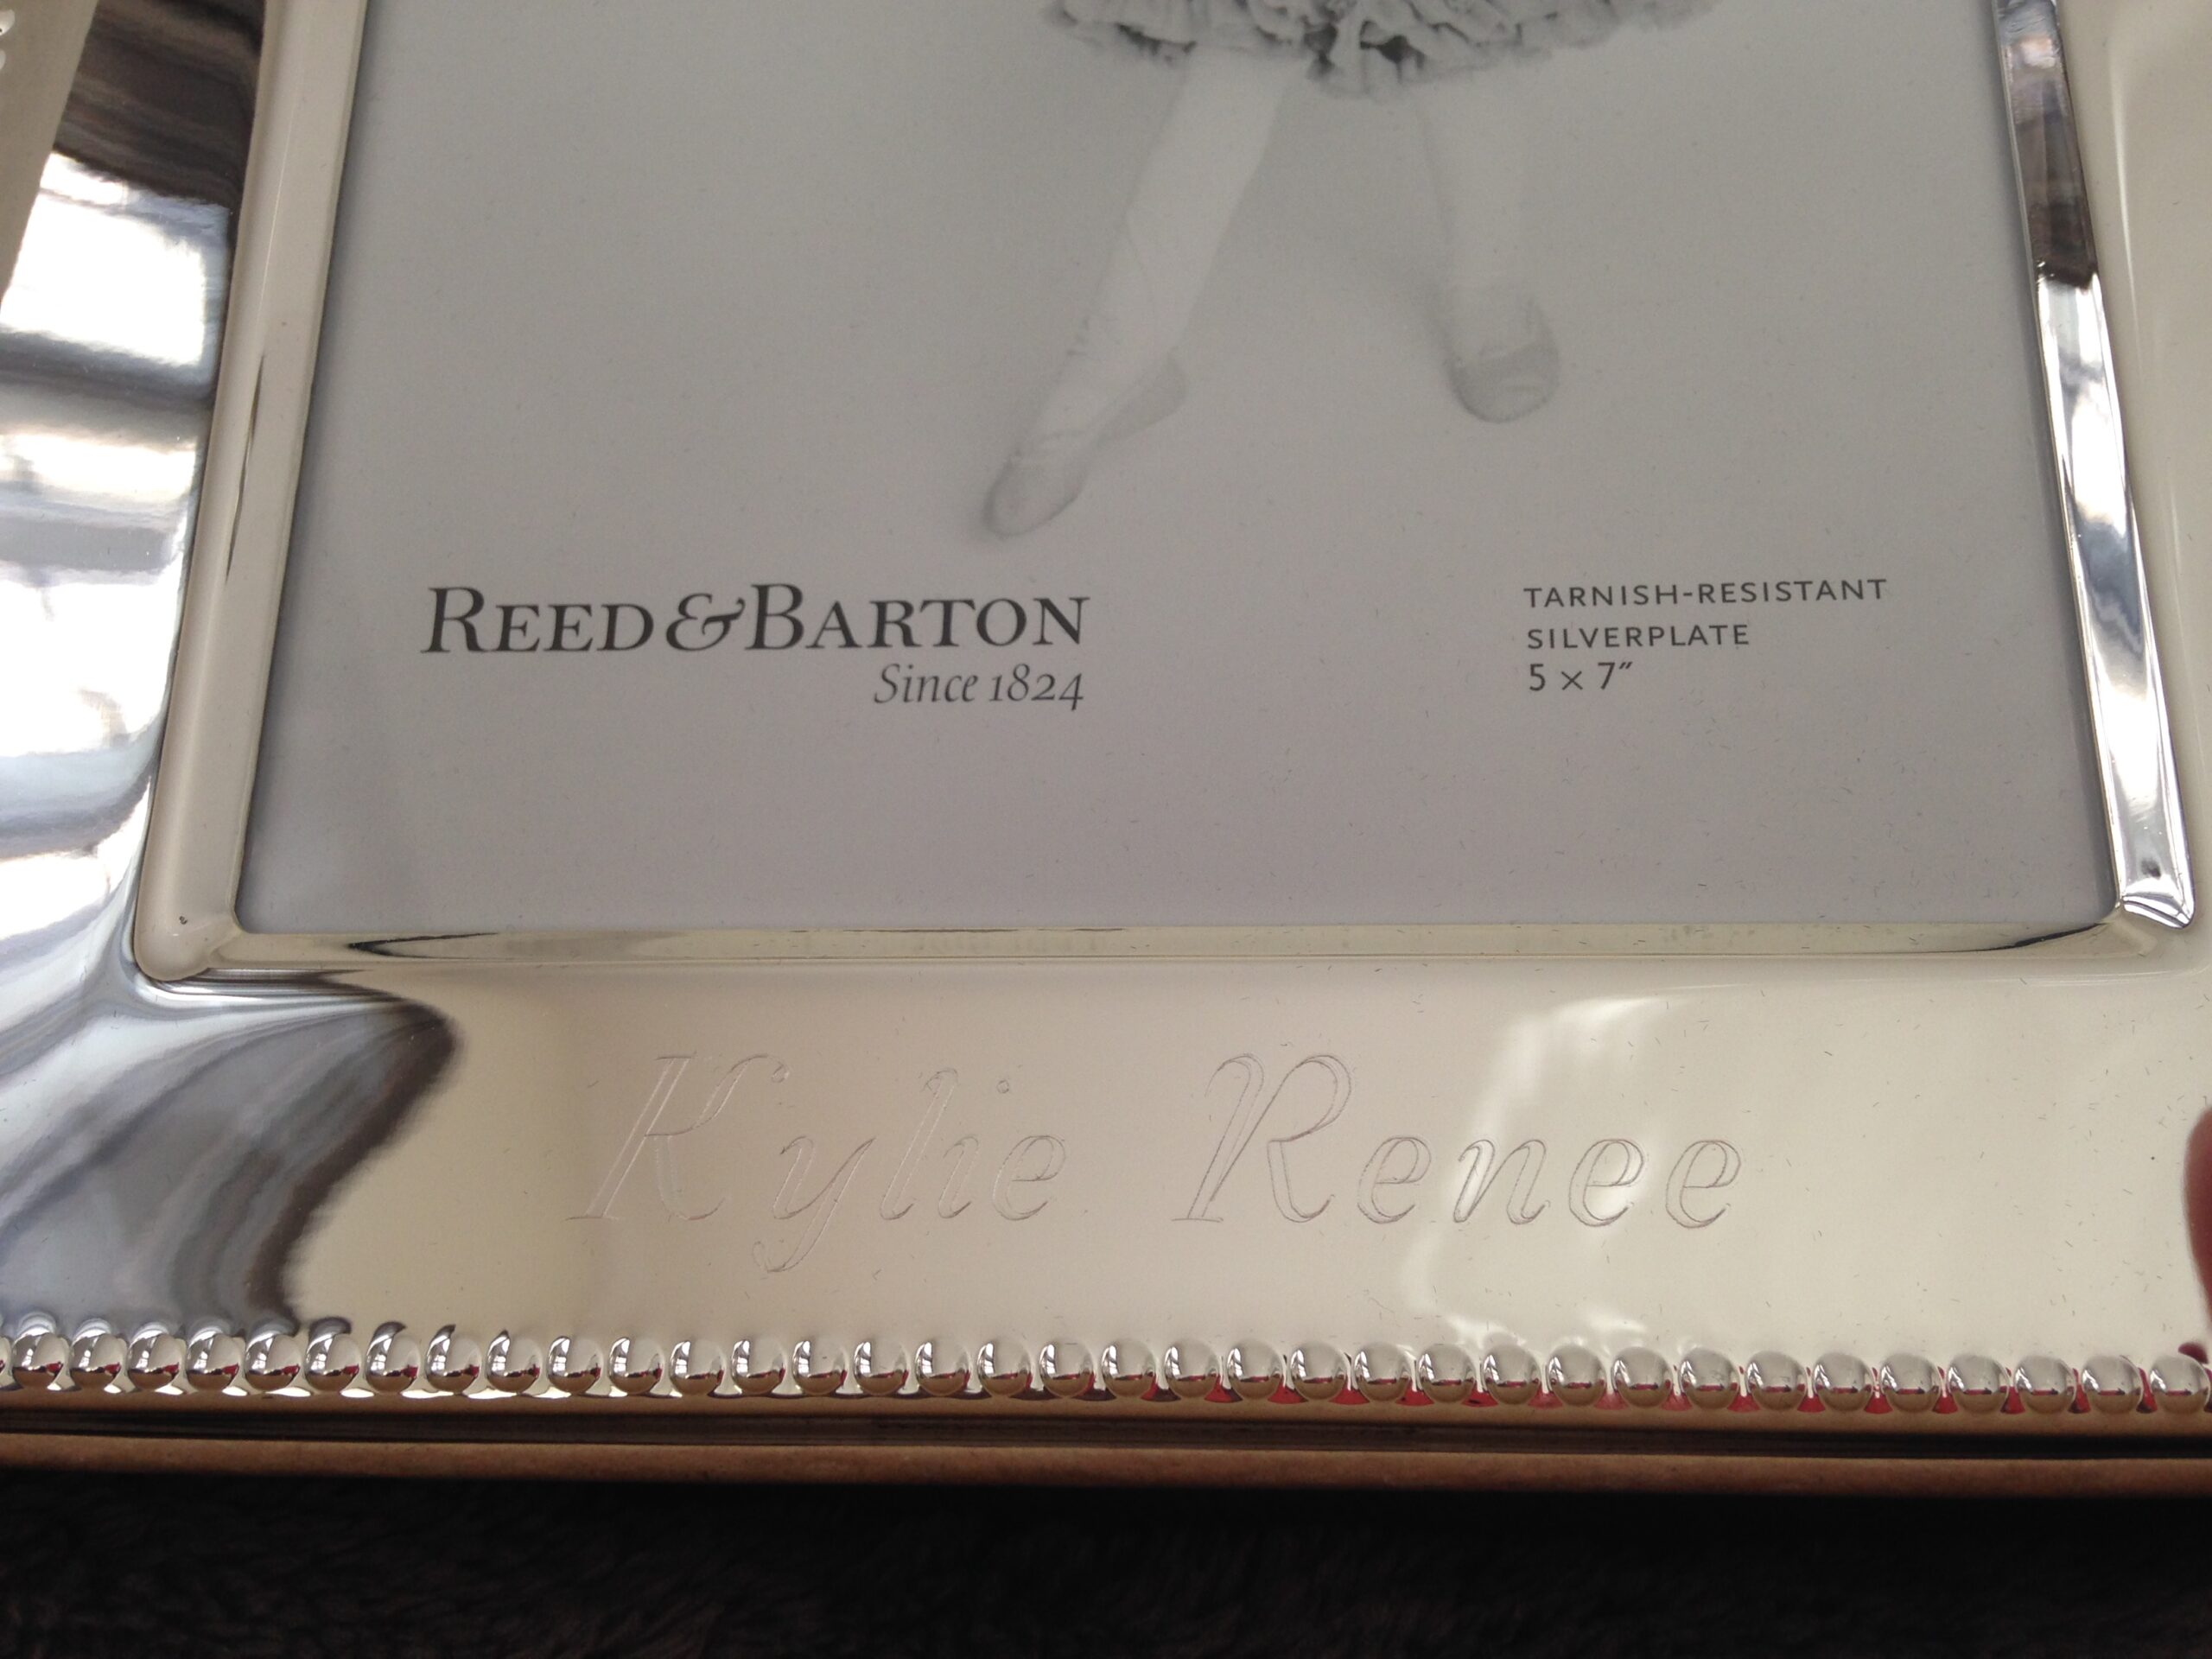 REED & BARTON
Since 1824
TARNISH-RESISTANT
SILVERPLATE
5 × 7″
Kylie Renee